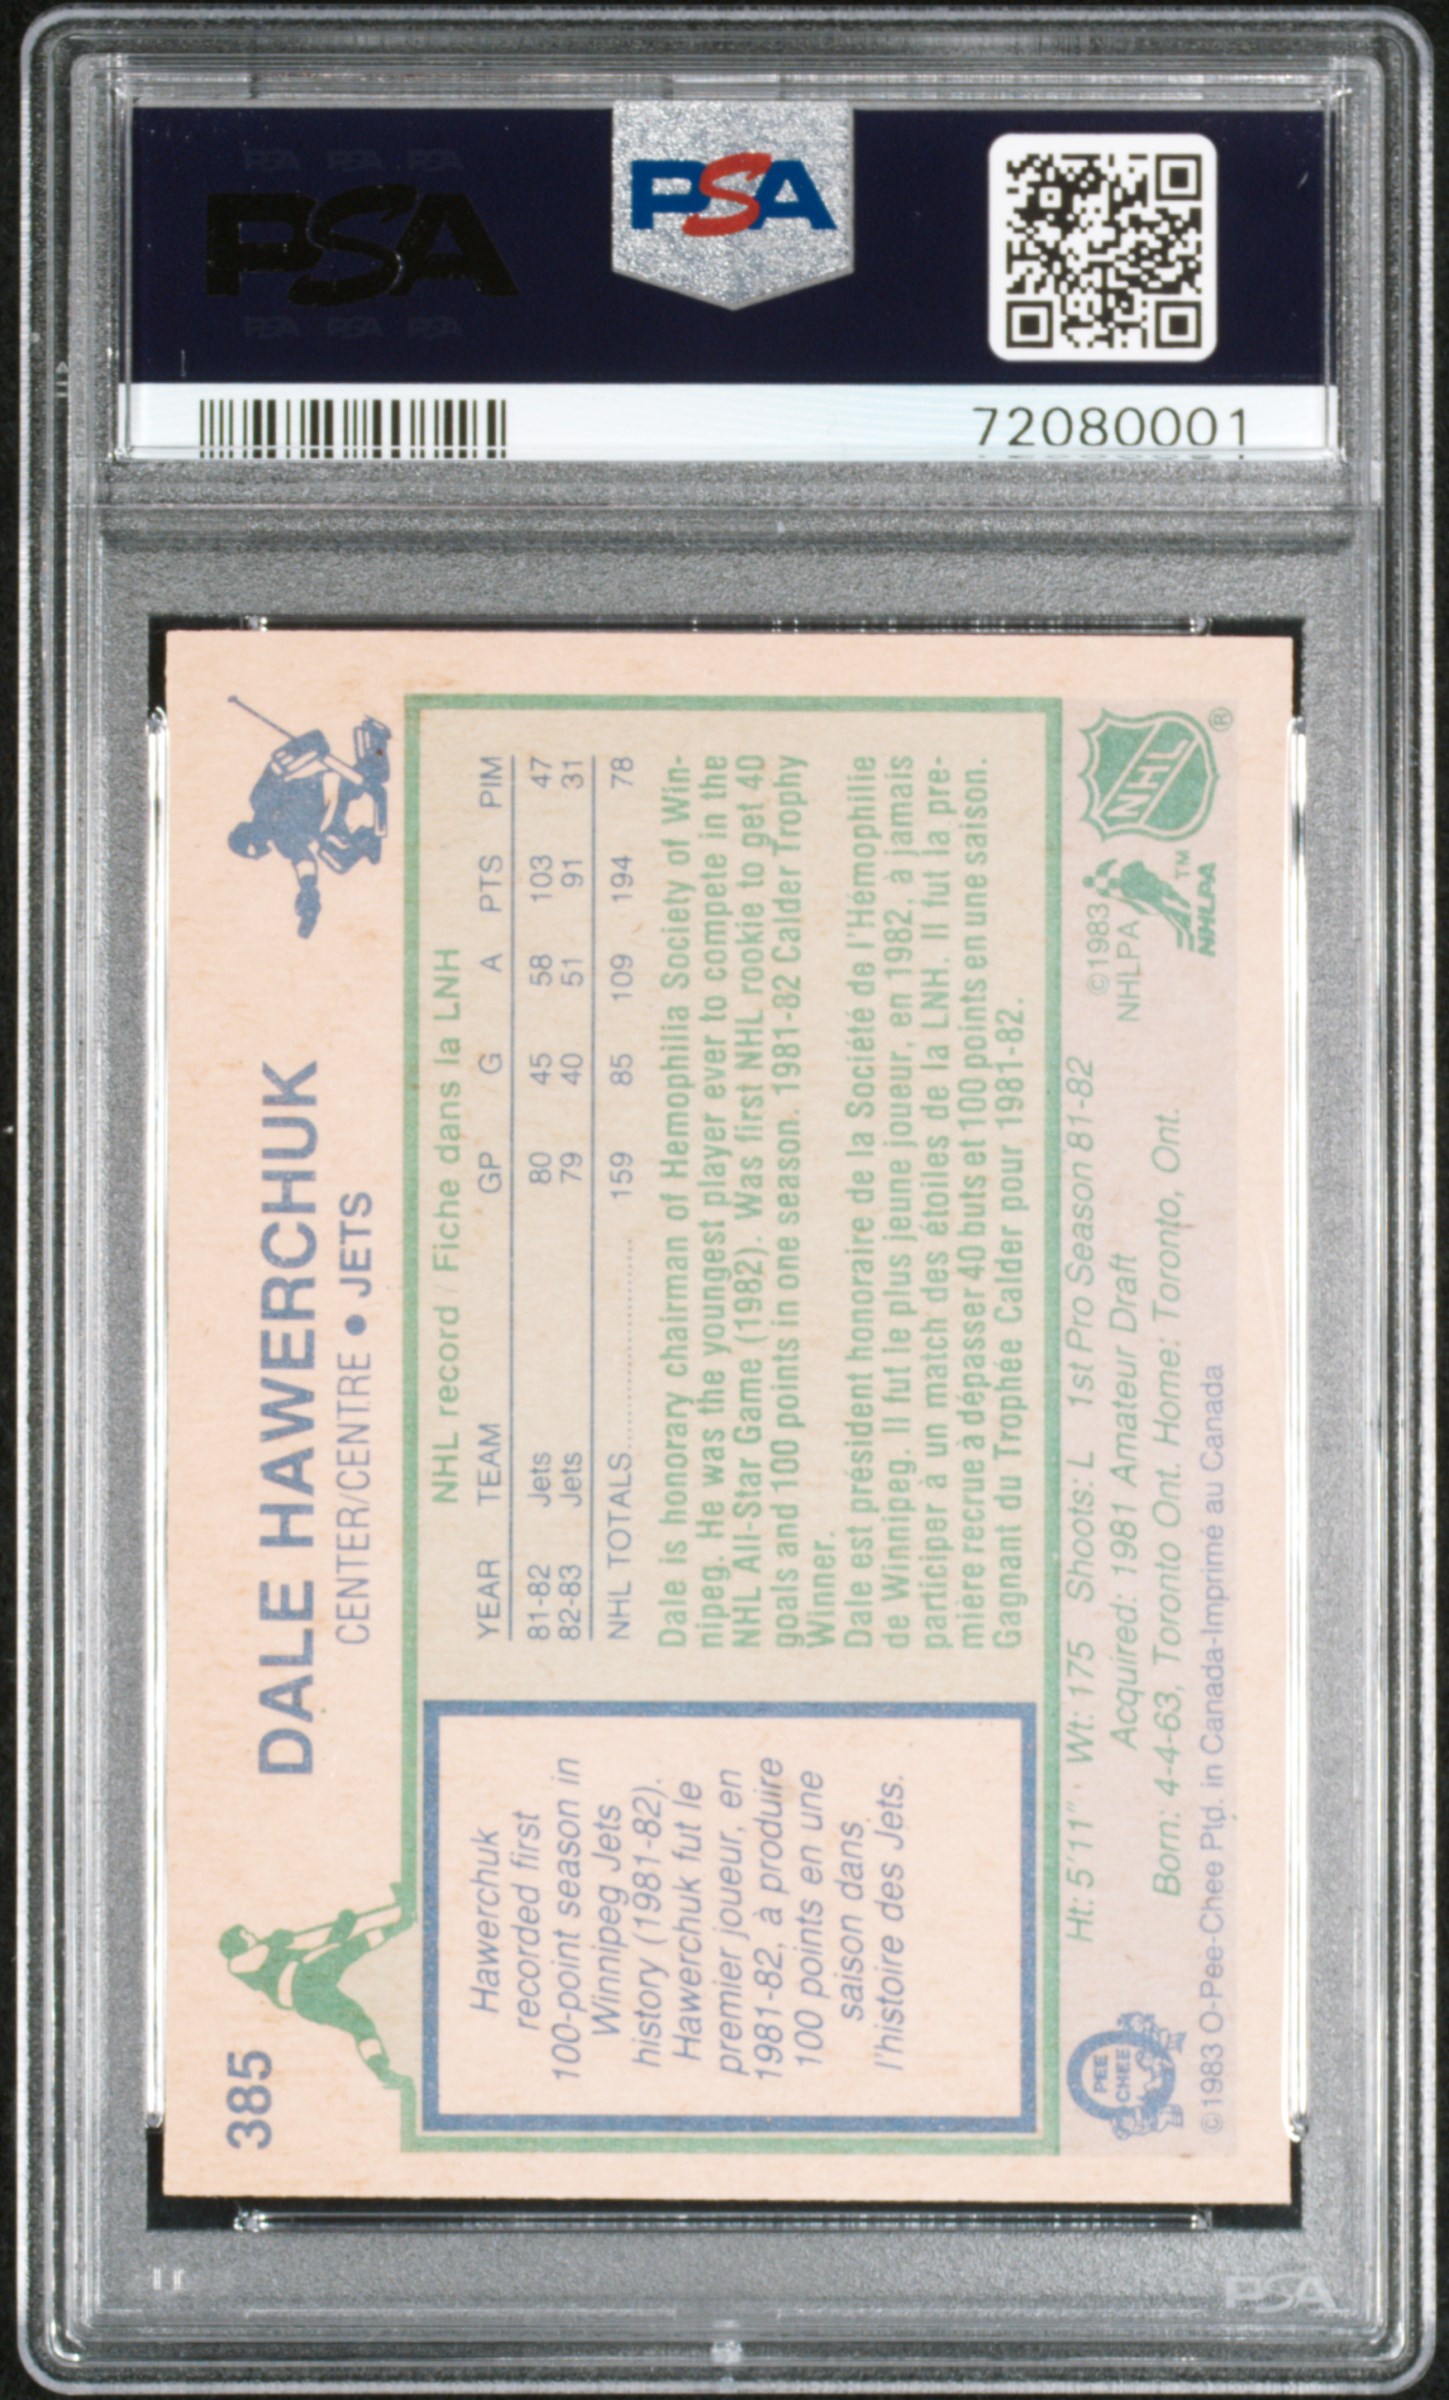 PSA PSA PSA
PSA
PSA PSA PSA
PSA
72080001
385
DALE HAWERCHUK
CENTER/CENTRE • JETS
Hawerchuk
recorded first
100-point season in
Winnipeg Jets
history (1981-82).
Hawerchuk fut le
premier joueur, en
1981-82, à produire
100 points en une
saison dans
l'histoire des Jets.
NHL record / Fiche dans la LNH
YEAR TEAM GP G A PTS PIM
81-82 Jets 80 45 58 103 47
82-83 Jets 79 40 51 91 31
NHL TOTALS.................... 159 85 109 194 78
Dale is honorary chairman of Hemophilia Society of Win-
nipeg. He was the youngest player ever to compete in the
NHL All-Star Game (1982). Was first NHL rookie to get 40
goals and 100 points in one season. 1981-82 Calder Trophy
Winner.
Dale est président honoraire de la Société de l'Hémophilie
de Winnipeg. Il fut le plus jeune joueur, en 1982, à jamais
participer à un match des étoiles de la LNH. Il fut la pre-
mière recrue à dépasser 40 buts et 100 points en une saison.
Gagnant du Trophée Calder pour 1981-82.
Ht: 5'11" Wt: 175 Shoots: L 1st Pro Season 81-82
Acquired: 1981 Amateur Draft
Born: 4-4-63, Toronto Ont. Home: Toronto, Ont.
©1983 O-Pee-Chee Ptd. in Canada-Imprimé au Canada
PEE
CHEE
©1983
NHLPA
NHLPA TM
NHL ®
PSA